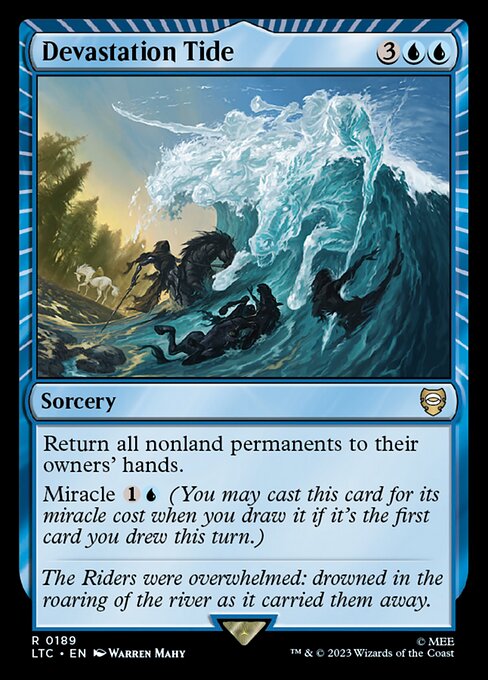 Devastation Tide 3
Sorcery
Return all nonland permanents to their
owners' hands.
Miracle 1 (You may cast this card for its
miracle cost when you draw it if it's the first
card you drew this turn.)
The Riders were overwhelmed: drowned in the
roaring of the river as it carried them away.
R 0189
LTC • EN Warren Mahy
© MEE
™ & © 2023 Wizards of the Coast